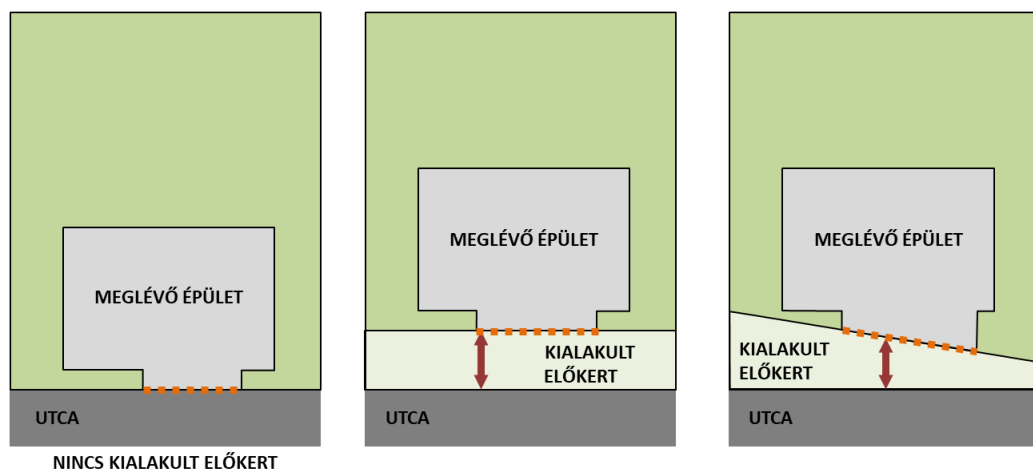 MEGLÉVŐ ÉPÜLET
UTCA
NINCS KIALAKULT ELŐKERT
MEGLÉVŐ ÉPÜLET
KIALAKULT
ELŐKERT
UTCA
MEGLÉVŐ ÉPÜLET
KIALAKULT
ELŐKERT
UTCA